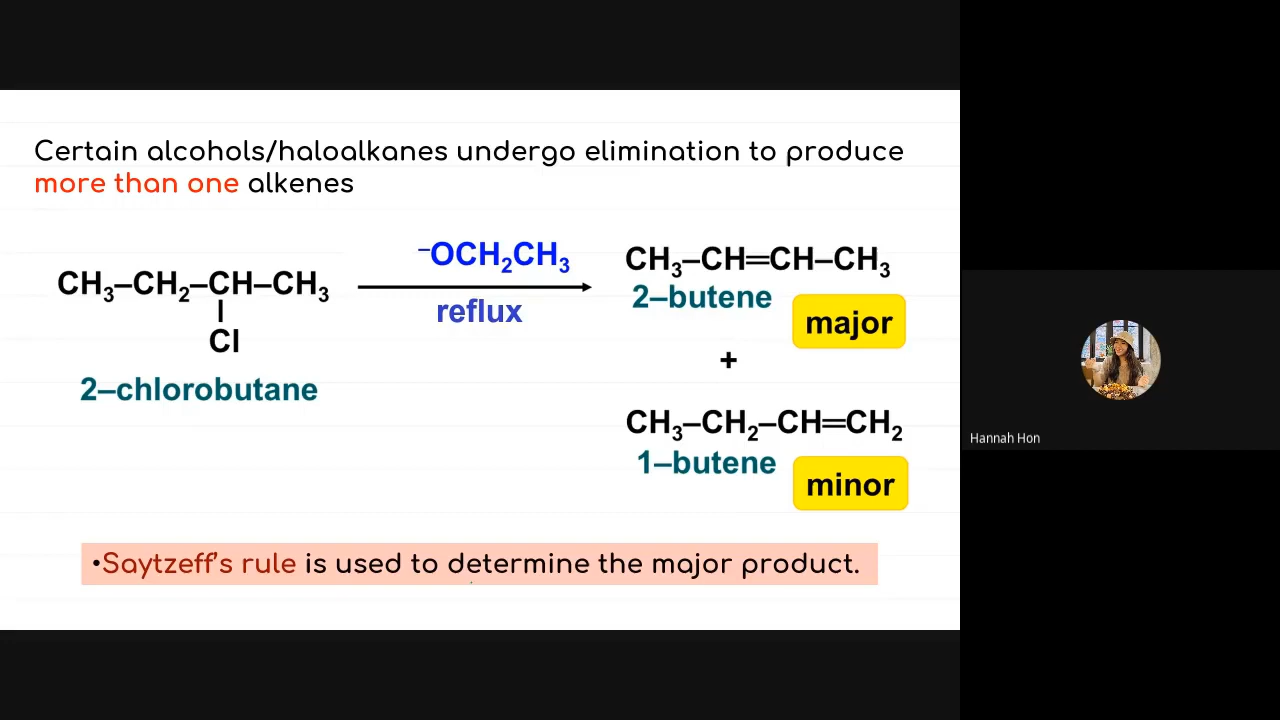 Certain alcohols/haloalkanes undergo elimination to produce
more than one alkenes
CH₃–CH₂–CH–CH₃
Cl
2–chlorobutane
⁻OCH₂CH₃
reflux
CH₃–CH=CH–CH₃
2–butene
major
+
CH₃–CH₂–CH=CH₂
1–butene
minor
•Saytzeff’s rule is used to determine the major product.
Hannah Hon